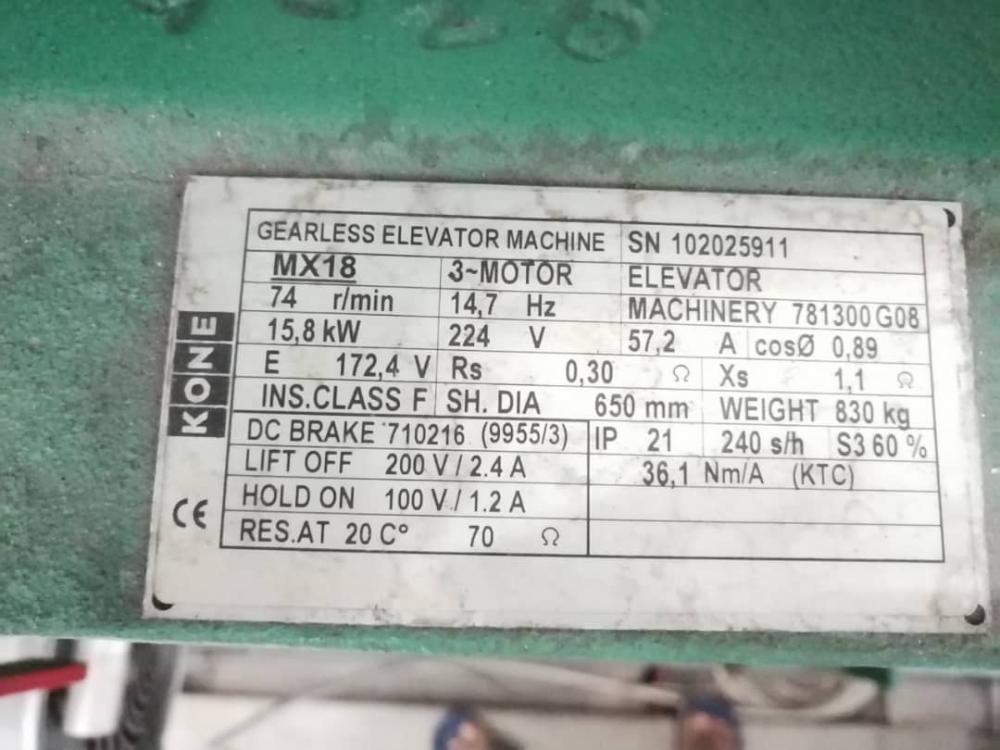 GEARLESS ELEVATOR MACHINE SN 102025911
MX18 3~MOTOR ELEVATOR
74 r/min 14,7 Hz MACHINERY 781300G08
15,8 kW 224 V 57,2 A cosØ 0,89
E 172,4 V Rs 0,30 Ω Xs 1,1 Ω
INS.CLASS F SH. DIA 650 mm WEIGHT 830 kg
DC BRAKE 710216 (9955/3) IP 21 240 s/h S3 60 %
LIFT OFF 200 V / 2.4 A 36,1 Nm/A (KTC)
HOLD ON 100 V / 1.2 A
RES.AT 20 C° 70 Ω
KONE
CE